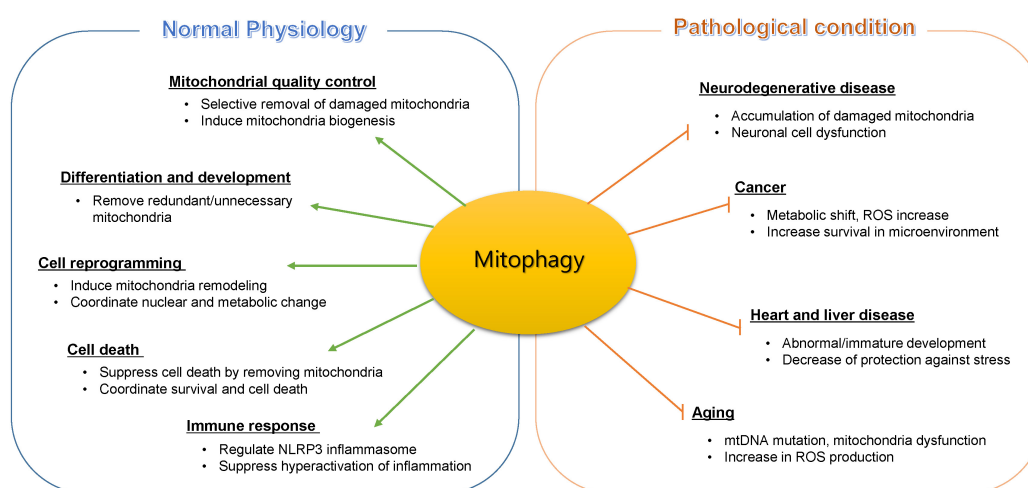 Normal Physiology
Mitochondrial quality control
• Selective removal of damaged mitochondria
• Induce mitochondria biogenesis
Differentiation and development
• Remove redundant/unnecessary
mitochondria
Cell reprogramming
• Induce mitochondria remodeling
• Coordinate nuclear and metabolic change
Cell death
• Suppress cell death by removing mitochondria
• Coordinate survival and cell death
Immune response
• Regulate NLRP3 inflammasome
• Suppress hyperactivation of inflammation
Mitophagy
Pathological condition
Neurodegenerative disease
• Accumulation of damaged mitochondria
• Neuronal cell dysfunction
Cancer
• Metabolic shift, ROS increase
• Increase survival in microenvironment
Heart and liver disease
• Abnormal/immature development
• Decrease of protection against stress
Aging
• mtDNA mutation, mitochondria dysfunction
• Increase in ROS production